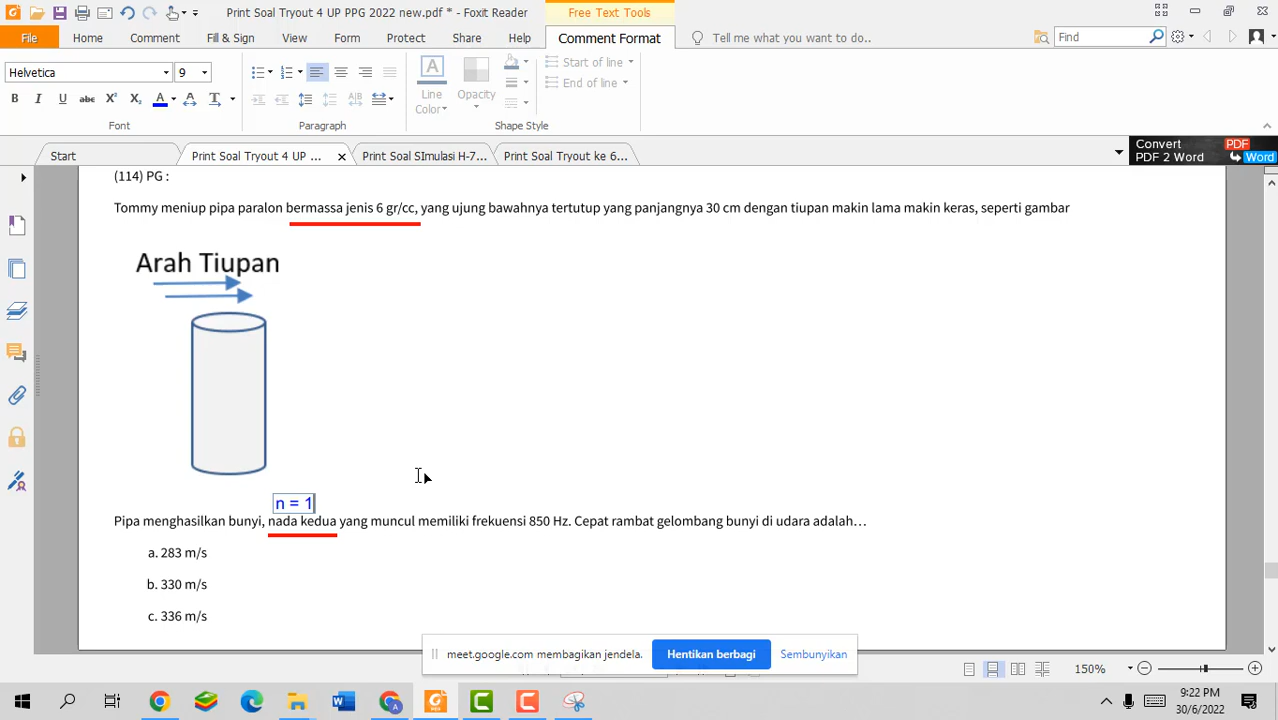 Print Soal Tryout 4 UP PPG 2022 new.pdf * - Foxit Reader
Free Text Tools
File
Home
Comment
Fill & Sign
View
Form
Protect
Share
Help
Comment Format
Tell me what you want to do..
Find
Helvetica
9
Line Color
Opacity
Start of line
End of line
Font
Paragraph
Shape Style
Start
Print Soal Tryout 4 UP ...
Print Soal SImulasi H-7...
Print Soal Tryout ke 6...
Convert PDF
PDF 2 Word Word
(114) PG :
Tommy meniup pipa paralon bermassa jenis 6 gr/cc, yang ujung bawahnya tertutup yang panjangnya 30 cm dengan tiupan makin lama makin keras, seperti gambar
Arah Tiupan
n = 1
Pipa menghasilkan bunyi, nada kedua yang muncul memiliki frekuensi 850 Hz. Cepat rambat gelombang bunyi di udara adalah…
a. 283 m/s
b. 330 m/s
c. 336 m/s
meet.google.com membagikan jendela.
Hentikan berbagi
Sembunyikan
150%
9:22 PM
30/6/2022